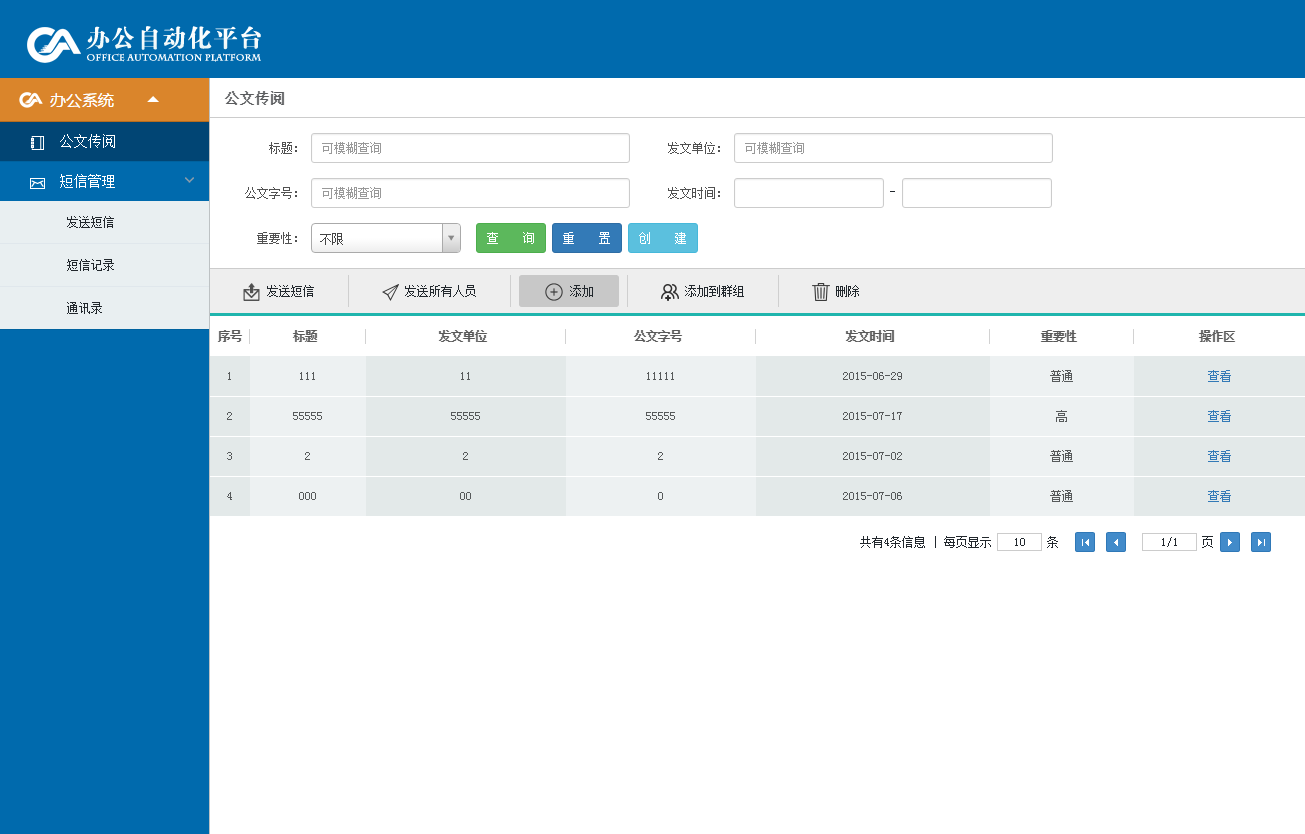 办公自动化平台
OFFICE AUTOMATION PLATFORM
办公系统
公文传阅
短信管理
发送短信
短信记录
通讯录
公文传阅
标题： 可模糊查询 发文单位： 可模糊查询
公文字号： 可模糊查询 发文时间： -
重要性： 不限 查 询 重 置 创 建
发送短信 发送所有人员 添加 添加到群组 删除
序号 标题 发文单位 公文字号 发文时间 重要性 操作区
1 111 11 11111 2015-06-29 普通 查看
2 55555 55555 55555 2015-07-17 高 查看
3 2 2 2 2015-07-02 普通 查看
4 000 00 0 2015-07-06 普通 查看
共有4条信息 | 每页显示 10 条 1/1 页